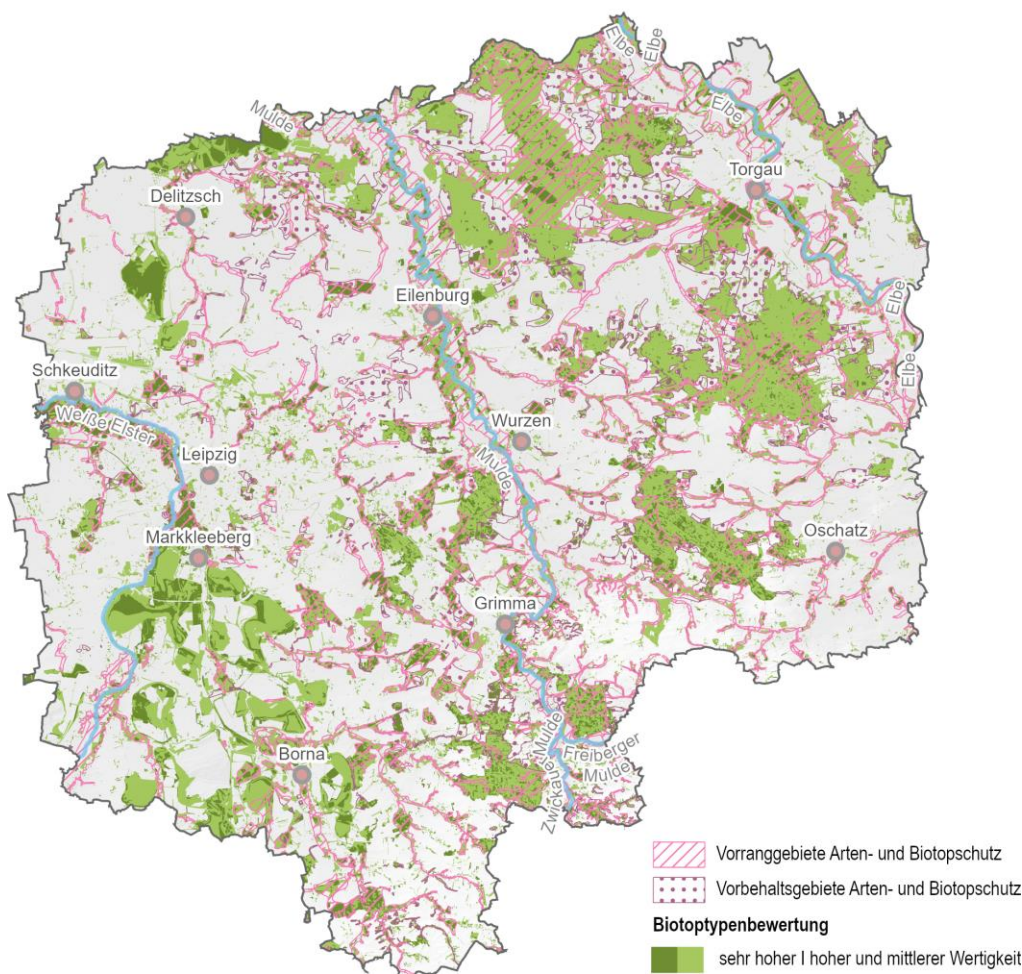 Elbe
Elbe
Elbe
Mulde
Torgau
Delitzsch
Eilenburg
Elbe
Elbe
Schkeuditz
Weiße Elster
Wurzen
Mulde
Leipzig
Markkleeberg
Oschatz
Grimma
Zwickauer Mulde
Freiberger
Mulde
Borna
Vorranggebiete Arten- und Biotopschutz
Vorbehaltsgebiete Arten- und Biotopschutz
Biotoptypenbewertung
sehr hoher I hoher und mittlerer Wertigkeit